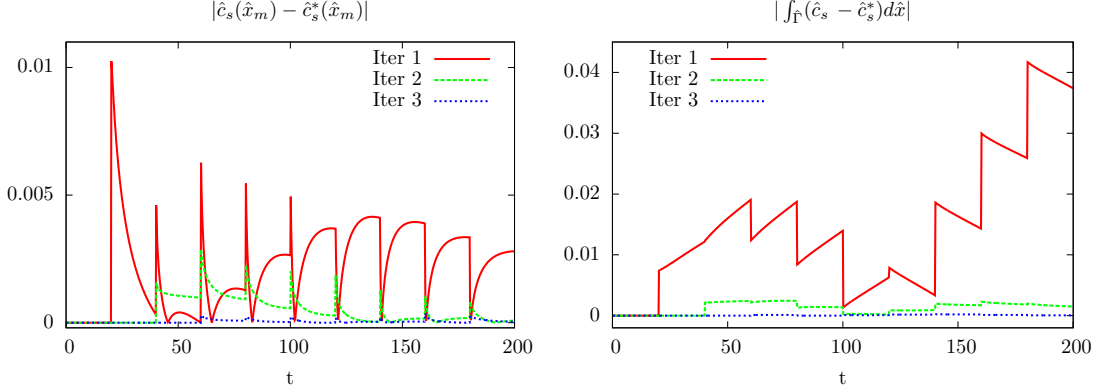 |ĉ_s(x̂_m) − ĉ_s^*(x̂_m)|
0.01
0.005
0
0 50 100 150 200
t
Iter 1
Iter 2
Iter 3
|∫_Γ̂(ĉ_s − ĉ_s^*)dx̂|
0.04
0.03
0.02
0.01
0
0 50 100 150 200
t
Iter 1
Iter 2
Iter 3